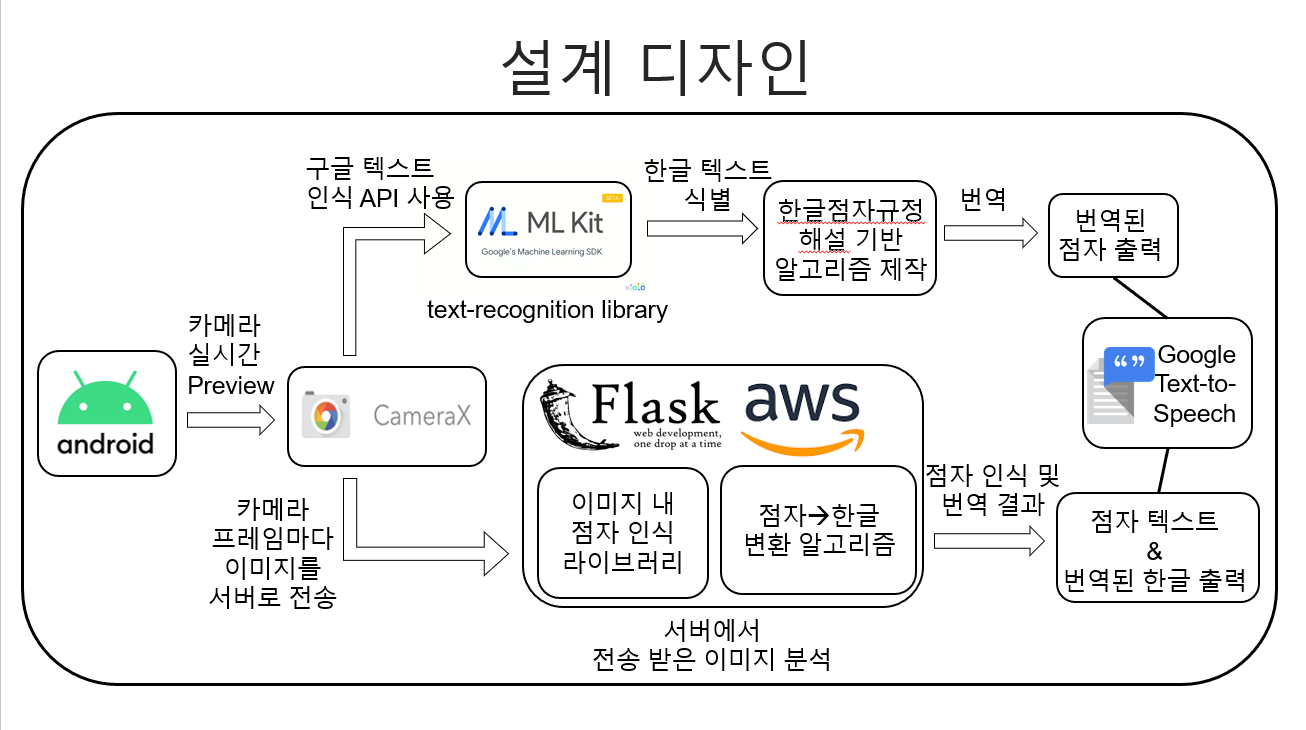 설계 디자인
구글 텍스트
인식 API 사용
BETA
ML Kit
Google's Machine Learning SDK
text-recognition library
한글 텍스트
식별
한글점자규정
해설 기반
알고리즘 제작
번역
번역된
점자 출력
카메라
실시간
Preview
android
CameraX
Google
Text-to-
Speech
Flask
web development,
one drop at a time
aws
이미지 내
점자 인식
라이브러리
점자→한글
변환 알고리즘
점자 인식 및
번역 결과
점자 텍스트
&
번역된 한글 출력
카메라
프레임마다
이미지를
서버로 전송
서버에서
전송 받은 이미지 분석